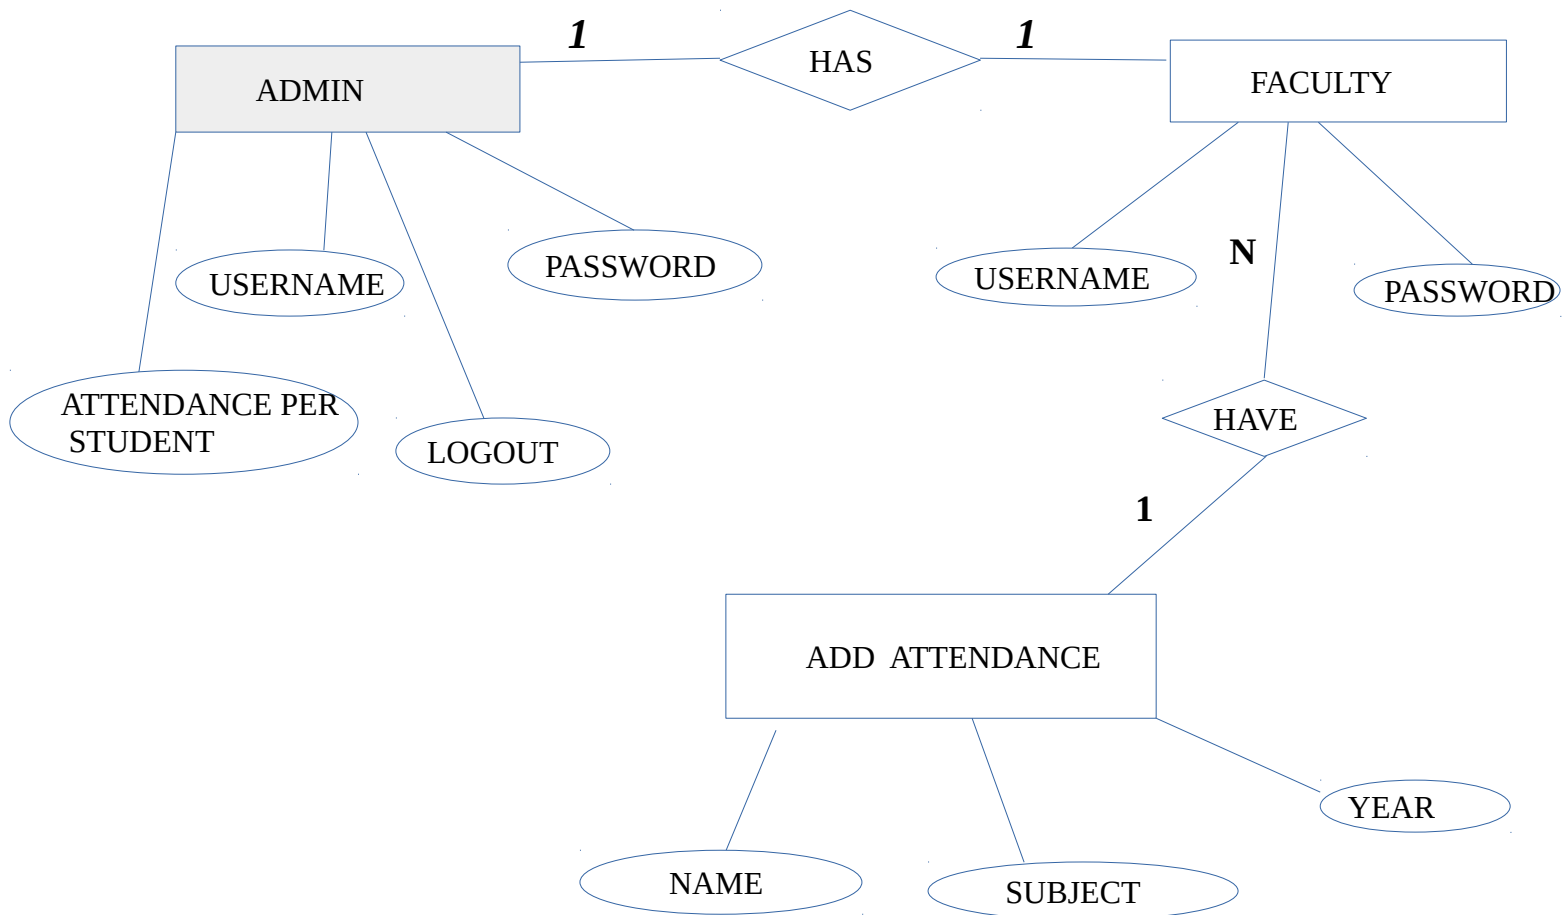 1
1
HAS
FACULTY
ADMIN
N
PASSWORD
USERNAME
USERNAME
PASSWORD
ATTENDANCE PER
STUDENT
HAVE
LOGOUT
1
ADD ATTENDANCE
YEAR
NAME
SUBJECT